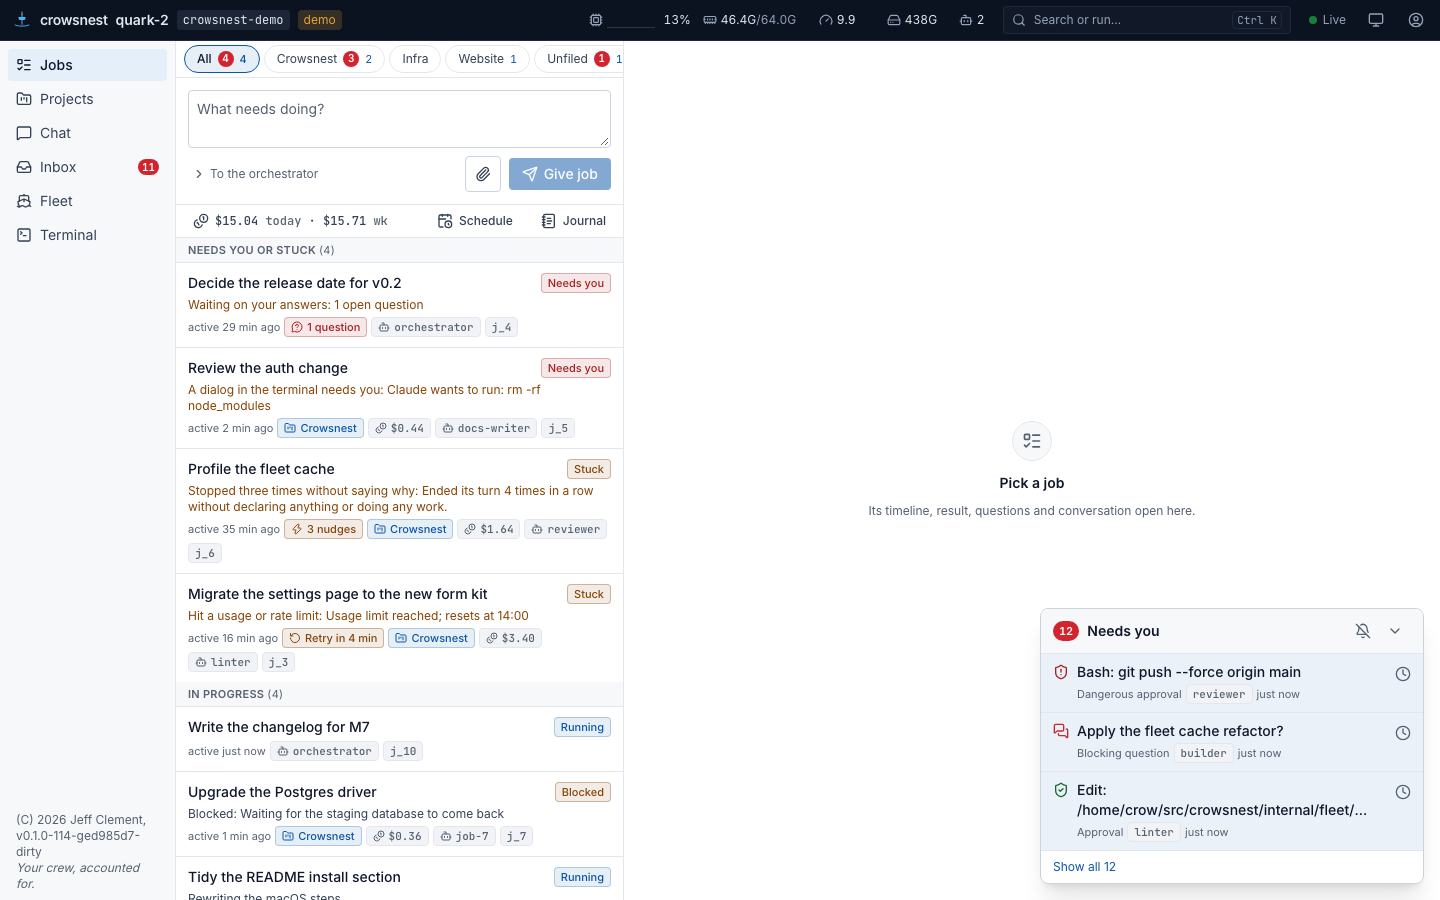 crowsnest quark-2 crowsnest-demo demo 13% 46.4G/64.0G 9.9 438G 2 Search or run... Ctrl K Live
Jobs
Projects
Chat
Inbox 11
Fleet
Terminal
(C) 2026 Jeff Clement,
v0.1.0-114-ged985d7-
dirty
Your crew, accounted
for.
All 4 4 Crowsnest 3 2 Infra Website 1 Unfiled 1 1
What needs doing?
To the orchestrator Give job
$15.04 today · $15.71 wk Schedule Journal
NEEDS YOU OR STUCK (4)
Decide the release date for v0.2 Needs you
Waiting on your answers: 1 open question
active 29 min ago 1 question orchestrator j_4
Review the auth change Needs you
A dialog in the terminal needs you: Claude wants to run: rm -rf
node_modules
active 2 min ago Crowsnest $0.44 docs-writer j_5
Profile the fleet cache Stuck
Stopped three times without saying why: Ended its turn 4 times in a row
without declaring anything or doing any work.
active 35 min ago 3 nudges Crowsnest $1.64 reviewer
j_6
Migrate the settings page to the new form kit Stuck
Hit a usage or rate limit: Usage limit reached; resets at 14:00
active 16 min ago Retry in 4 min Crowsnest $3.40
linter j_3
IN PROGRESS (4)
Write the changelog for M7 Running
active just now orchestrator j_10
Upgrade the Postgres driver Blocked
Blocked: Waiting for the staging database to come back
active 1 min ago Crowsnest $0.36 job-7 j_7
Tidy the README install section Running
Rewriting the macOS steps
Pick a job
Its timeline, result, questions and conversation open here.
12 Needs you
Bash: git push --force origin main
Dangerous approval reviewer just now
Apply the fleet cache refactor?
Blocking question builder just now
Edit:
/home/crow/src/crowsnest/internal/fleet/...
Approval linter just now
Show all 12